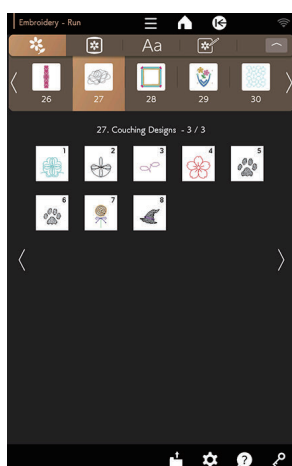 Embroidery - Run
Aa
26 27 28 29 30
27. Couching Designs - 3 / 3
1 2 3 4 5
6 7 8
?